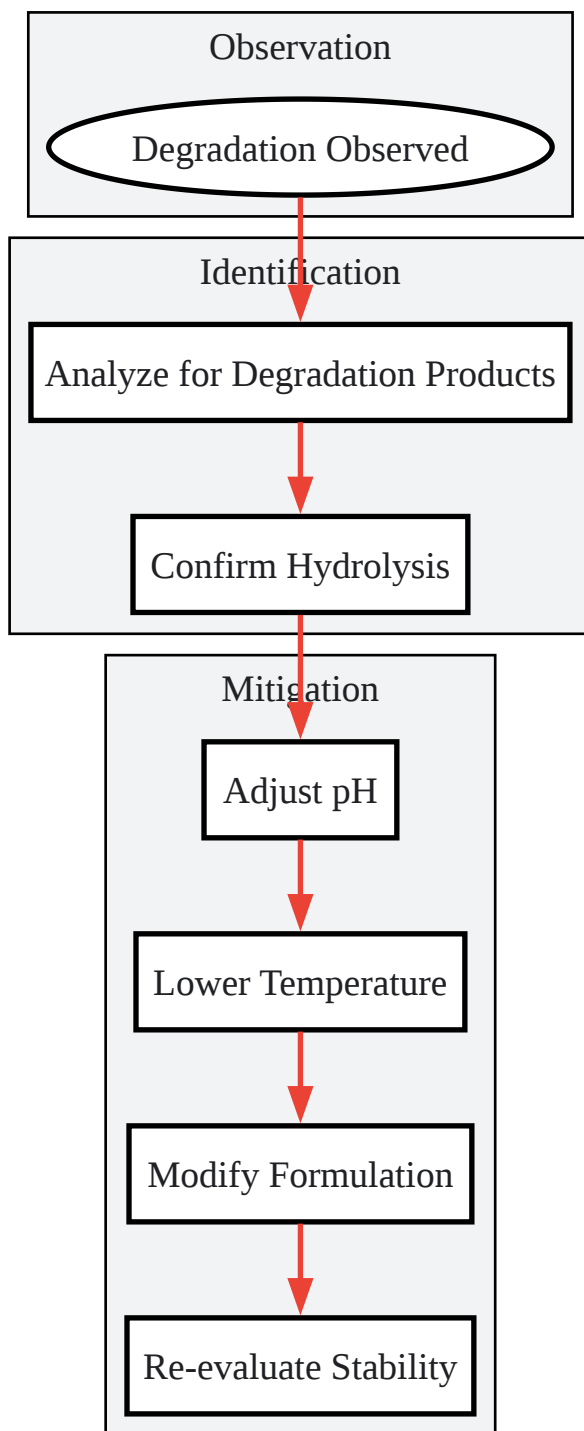 Observation
Degradation Observed
Identification
Analyze for Degradation Products
Confirm Hydrolysis
Mitigation
Adjust pH
Lower Temperature
Modify Formulation
Re-evaluate Stability